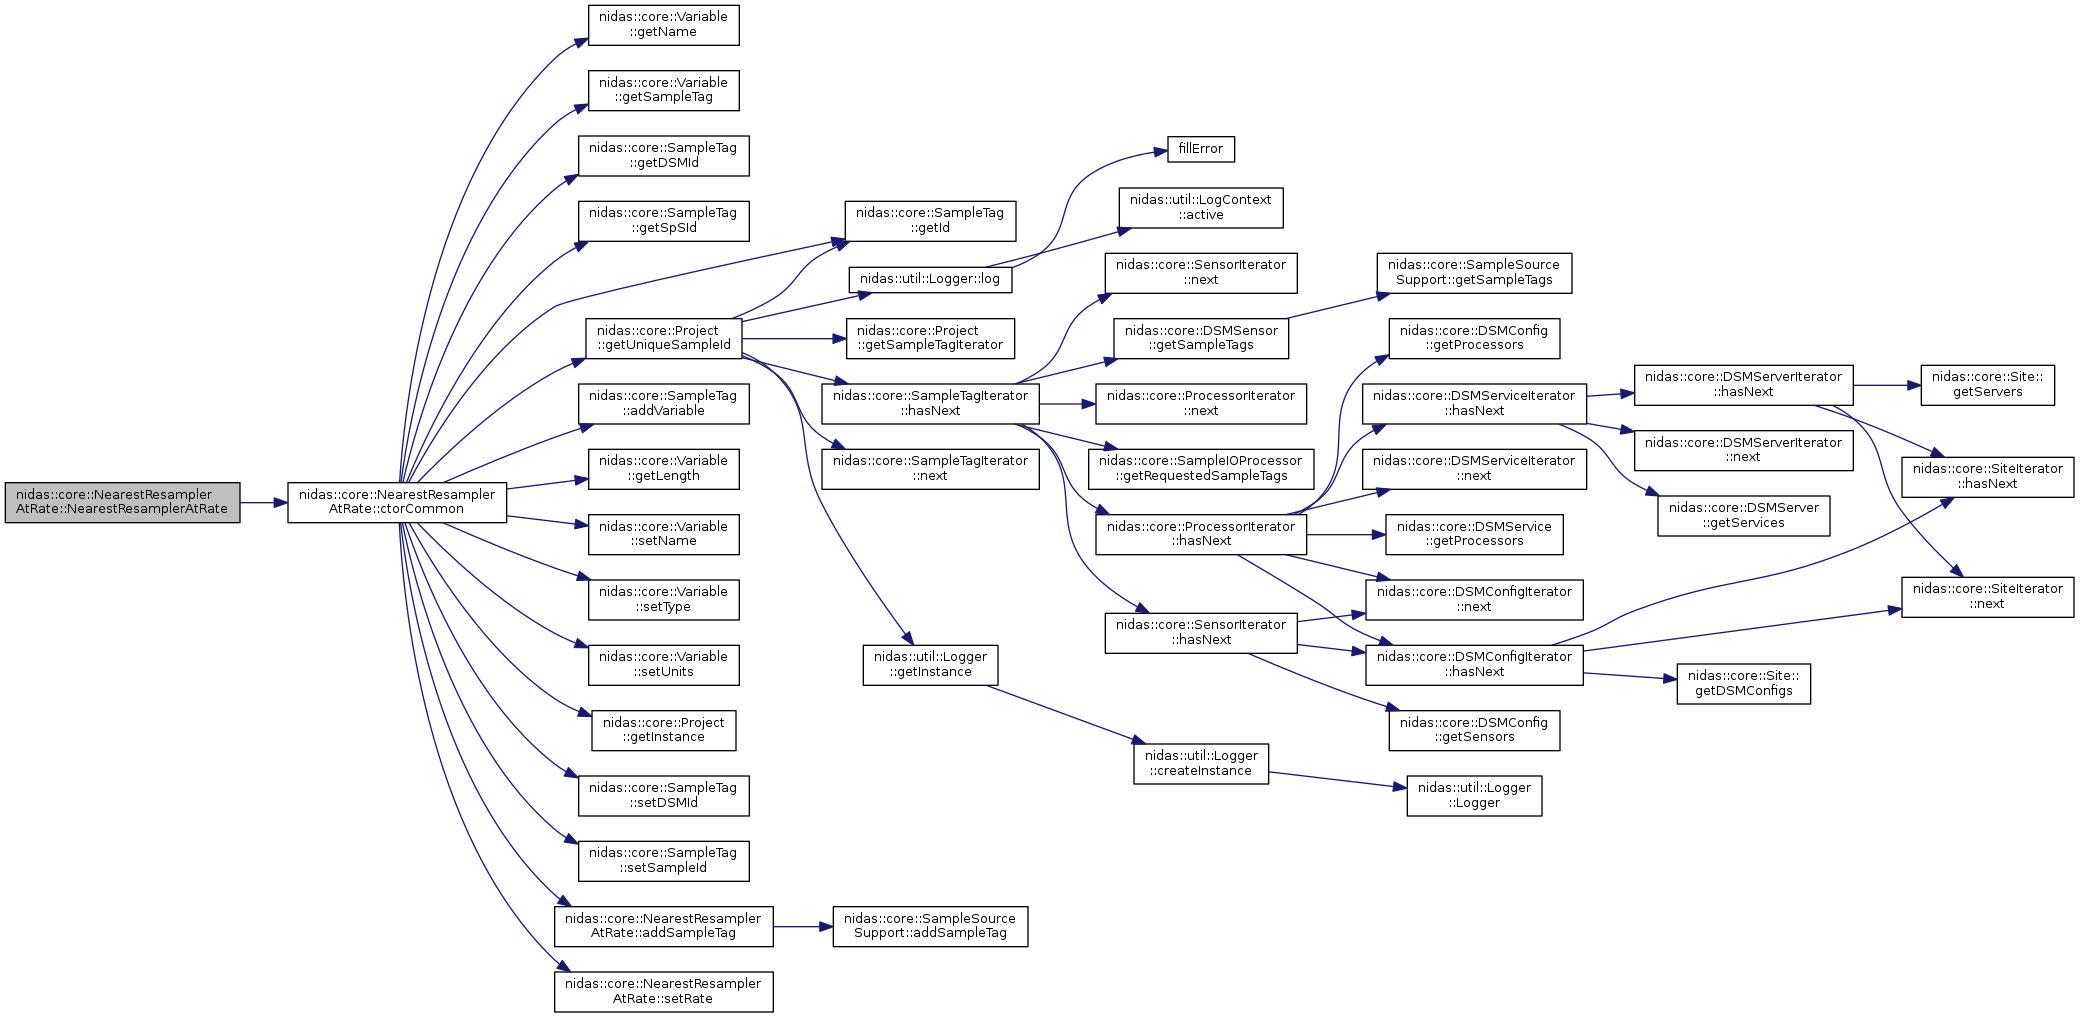 nidas::core::NearestResampler
AtRate::NearestResamplerAtRate
nidas::core::NearestResampler
AtRate::ctorCommon
nidas::core::Variable
::getName
nidas::core::Variable
::getSampleTag
nidas::core::SampleTag
::getDSMId
nidas::core::SampleTag
::getSpSId
nidas::core::Project
::getUniqueSampleId
nidas::core::SampleTag
::addVariable
nidas::core::Variable
::getLength
nidas::core::Variable
::setName
nidas::core::Variable
::setType
nidas::core::Variable
::setUnits
nidas::core::Project
::getInstance
nidas::core::SampleTag
::setDSMId
nidas::core::SampleTag
::setSampleId
nidas::core::NearestResampler
AtRate::addSampleTag
nidas::core::NearestResampler
AtRate::setRate
nidas::core::SampleTag
::getId
nidas::util::Logger::log
nidas::core::Project
::getSampleTagIterator
nidas::core::SampleTagIterator
::hasNext
nidas::core::SampleTagIterator
::next
nidas::util::Logger
::getInstance
nidas::core::SampleSource
Support::addSampleTag
fillError
nidas::util::LogContext
::active
nidas::core::SensorIterator
::next
nidas::core::DSMSensor
::getSampleTags
nidas::core::ProcessorIterator
::next
nidas::core::SampleIOProcessor
::getRequestedSampleTags
nidas::core::ProcessorIterator
::hasNext
nidas::core::SensorIterator
::hasNext
nidas::util::Logger
::createInstance
nidas::core::SampleSource
Support::getSampleTags
nidas::core::DSMConfig
::getProcessors
nidas::core::DSMServiceIterator
::hasNext
nidas::core::DSMServiceIterator
::next
nidas::core::DSMService
::getProcessors
nidas::core::DSMConfigIterator
::next
nidas::core::DSMConfigIterator
::hasNext
nidas::core::DSMConfig
::getSensors
nidas::util::Logger
::Logger
nidas::core::DSMServerIterator
::hasNext
nidas::core::DSMServerIterator
::next
nidas::core::DSMServer
::getServices
nidas::core::Site::
getDSMConfigs
nidas::core::Site::
getServers
nidas::core::SiteIterator
::hasNext
nidas::core::SiteIterator
::next